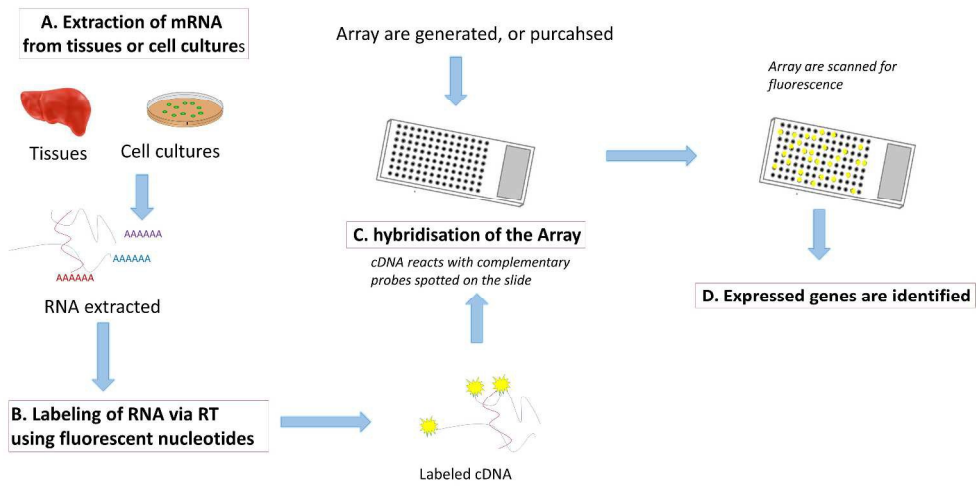 A. Extraction of mRNA
from tissues or cell cultures
Tissues
Cell cultures
AAAAAA
AAAAAA
AAAAAA
RNA extracted
B. Labeling of RNA via RT
using fluorescent nucleotides
Labeled cDNA
Array are generated, or purcahsed
C. hybridisation of the Array
cDNA reacts with complementary
probes spotted on the slide
Array are scanned for
fluorescence
D. Expressed genes are identified